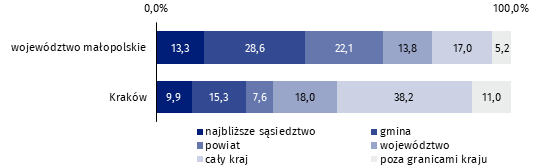 0,0% 100,0%
województwo małopolskie 13,3 28,6 22,1 13,8 17,0 5,2
Kraków 9,9 15,3 7,6 18,0 38,2 11,0
najbliższe sąsiedztwo gmina
powiat województwo
cały kraj poza granicami kraju